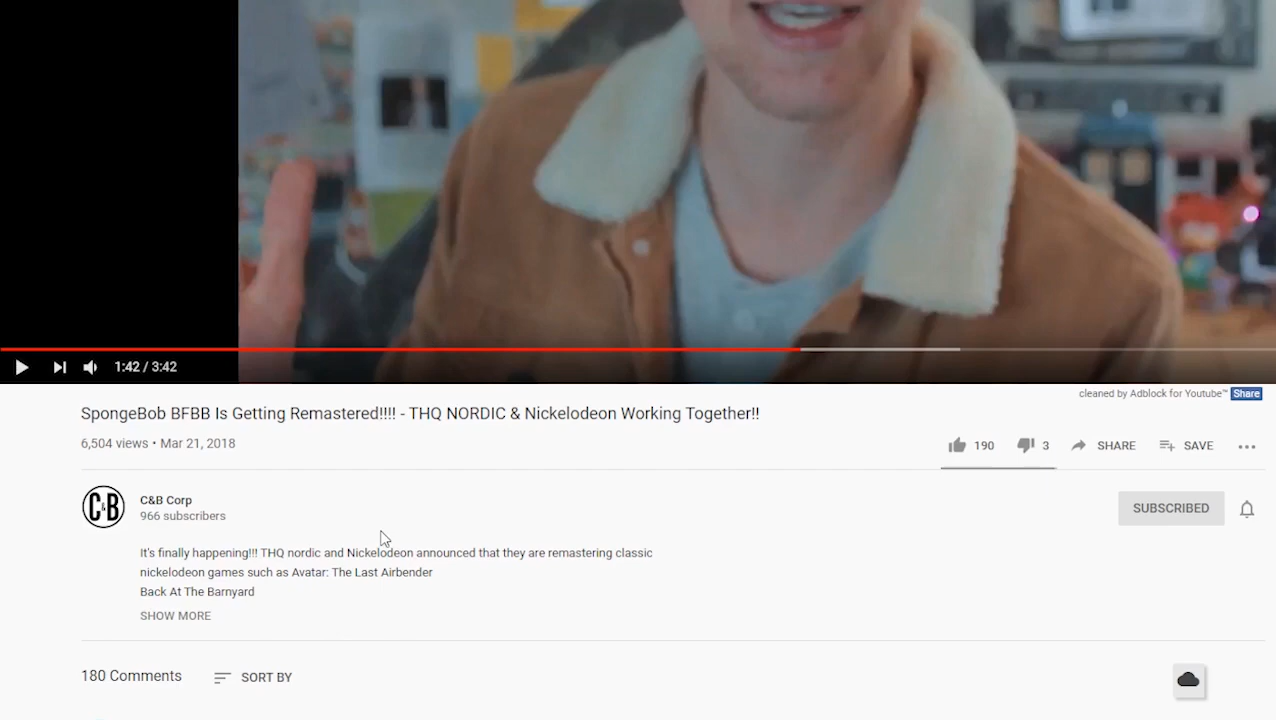 1:42 / 3:42
cleaned by Adblock for Youtube™ Share
SpongeBob BFBB Is Getting Remastered!!!! - THQ NORDIC & Nickelodeon Working Together!!
6,504 views • Mar 21, 2018
190 3 SHARE SAVE
C&B
C&B Corp
966 subscribers
SUBSCRIBED
It's finally happening!!! THQ nordic and Nickelodeon announced that they are remastering classic
nickelodeon games such as Avatar: The Last Airbender
Back At The Barnyard
SHOW MORE
180 Comments SORT BY